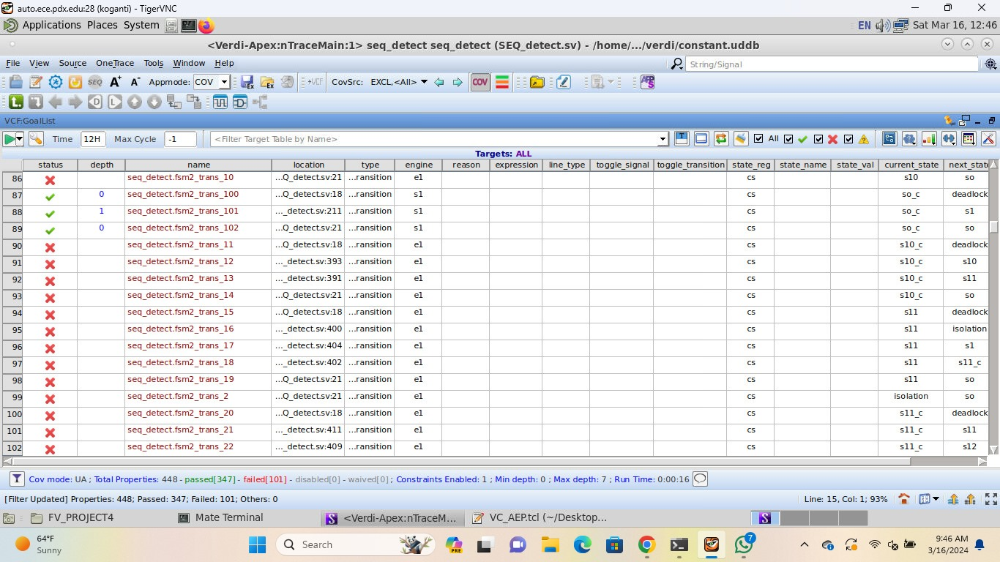 auto.ece.pdx.edu:28 (koganti) - TigerVNC
Applications Places System EN Sat Mar 16, 12:46
<Verdi-Apex:nTraceMain:1> seq_detect seq_detect (SEQ_detect.sv) - /home/.../verdi/constant.uddb
File View Source OneTrace Tools Window Help String/Signal
SEQ A+ A- Appmode: COV Ex Ex →VCF CovSrc: EXCL,<All> COV
VCF:GoalList
Time 12H Max Cycle -1 <Filter Target Table by Name> All
Targets: ALL
status depth name location type engine reason expression line_type toggle_signal toggle_transition state_reg state_name state_val current_state next_state
86 seq_detect.fsm2_trans_10 ...Q_detect.sv:21 ...ransition e1 cs s10 so
87 0 seq_detect.fsm2_trans_100 ...Q_detect.sv:18 ...ransition s1 cs so_c deadlock
88 1 seq_detect.fsm2_trans_101 ..._detect.sv:211 ...ransition s1 cs so_c s1
89 0 seq_detect.fsm2_trans_102 ...Q_detect.sv:21 ...ransition s1 cs so_c so
90 seq_detect.fsm2_trans_11 ...Q_detect.sv:18 ...ransition e1 cs s10_c deadlock
91 seq_detect.fsm2_trans_12 ..._detect.sv:393 ...ransition e1 cs s10_c s10
92 seq_detect.fsm2_trans_13 ..._detect.sv:391 ...ransition e1 cs s10_c s11
93 seq_detect.fsm2_trans_14 ...Q_detect.sv:21 ...ransition e1 cs s10_c so
94 seq_detect.fsm2_trans_15 ...Q_detect.sv:18 ...ransition e1 cs s11 deadlock
95 seq_detect.fsm2_trans_16 ..._detect.sv:400 ...ransition e1 cs s11 isolation
96 seq_detect.fsm2_trans_17 ..._detect.sv:404 ...ransition e1 cs s11 s1
97 seq_detect.fsm2_trans_18 ..._detect.sv:402 ...ransition e1 cs s11 s11_c
98 seq_detect.fsm2_trans_19 ...Q_detect.sv:21 ...ransition e1 cs s11 so
99 seq_detect.fsm2_trans_2 ...Q_detect.sv:21 ...ransition e1 cs isolation so
100 seq_detect.fsm2_trans_20 ...Q_detect.sv:18 ...ransition e1 cs s11_c deadlock
101 seq_detect.fsm2_trans_21 ..._detect.sv:411 ...ransition e1 cs s11_c s11
102 seq_detect.fsm2_trans_22 ..._detect.sv:409 ...ransition e1 cs s11_c s12
Cov mode: UA ; Total Properties: 448 - passed[347] - failed[101] - disabled[0] - waived[0] ; Constraints Enabled: 1 ; Min depth: 0 ; Max depth: 7 ; Run Time: 0:00:16
[Filter Updated] Properties: 448; Passed: 347; Failed: 101; Others: 0 Line: 15, Col: 1; 93%
FV_PROJECT4 Mate Terminal <Verdi-Apex:nTraceM... VC_AEP.tcl (~/Desktop...
64°F
Sunny
Search PRE 7
9:46 AM
3/16/2024